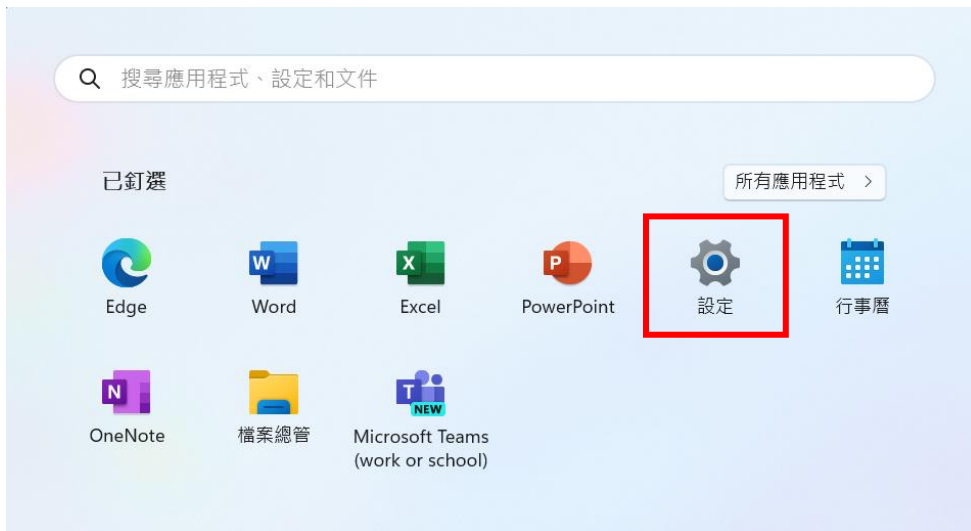 搜尋應用程式、設定和文件
已釘選
所有應用程式 >
Edge
Word
Excel
PowerPoint
設定
行事曆
OneNote
檔案總管
NEW
Microsoft Teams
(work or school)